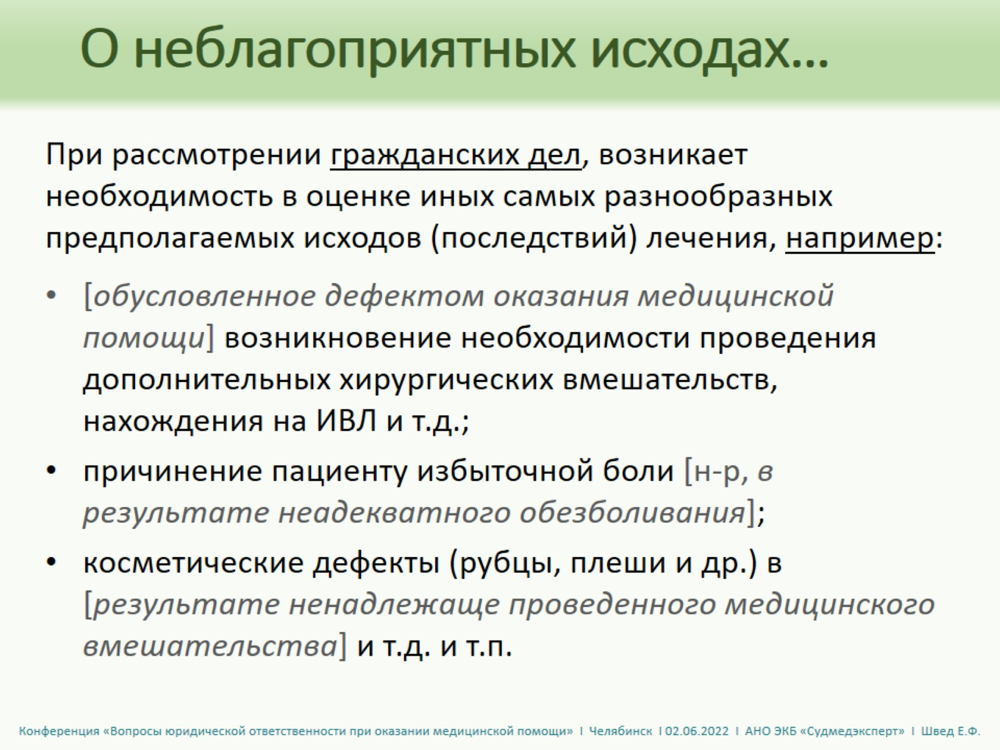 О неблагоприятных исходах...
При рассмотрении гражданских дел, возникает
необходимость в оценке иных самых разнообразных
предполагаемых исходов (последствий) лечения, например:
• [обусловленное дефектом оказания медицинской
помощи] возникновение необходимости проведения
дополнительных хирургических вмешательств,
нахождения на ИВЛ и т.д.;
• причинение пациенту избыточной боли [н-р, в
результате неадекватного обезболивания];
• косметические дефекты (рубцы, плеши и др.) в
[результате ненадлежаще проведенного медицинского
вмешательства] и т.д. и т.п.
Конференция «Вопросы юридической ответственности при оказании медицинской помощи» I Челябинск I 02.06.2022 I АНО ЭКБ «Судмедэксперт» I Швед Е.Ф.